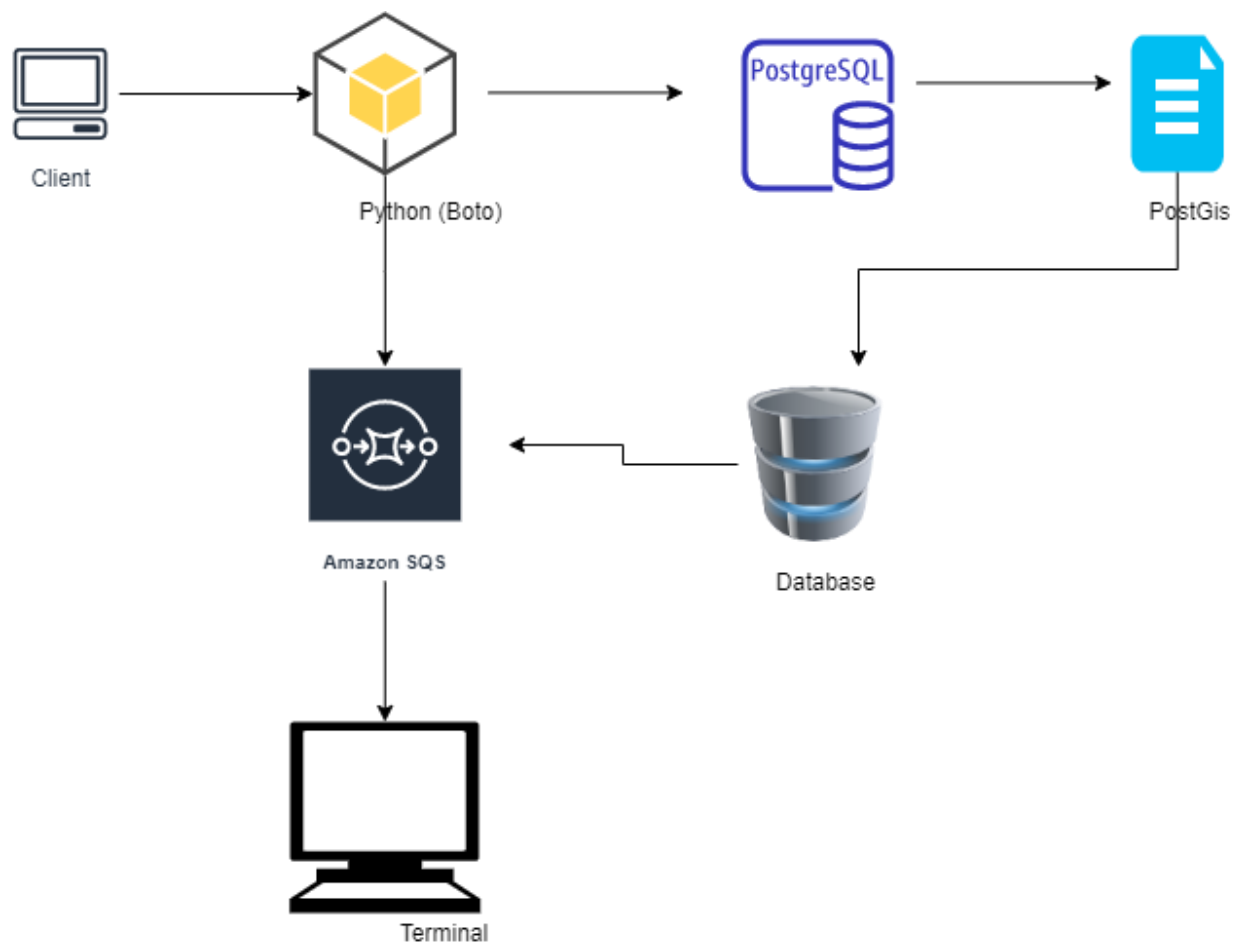 PostgreSQL
Client
Python (Boto)
PostGis
Amazon SQS
Database
Terminal